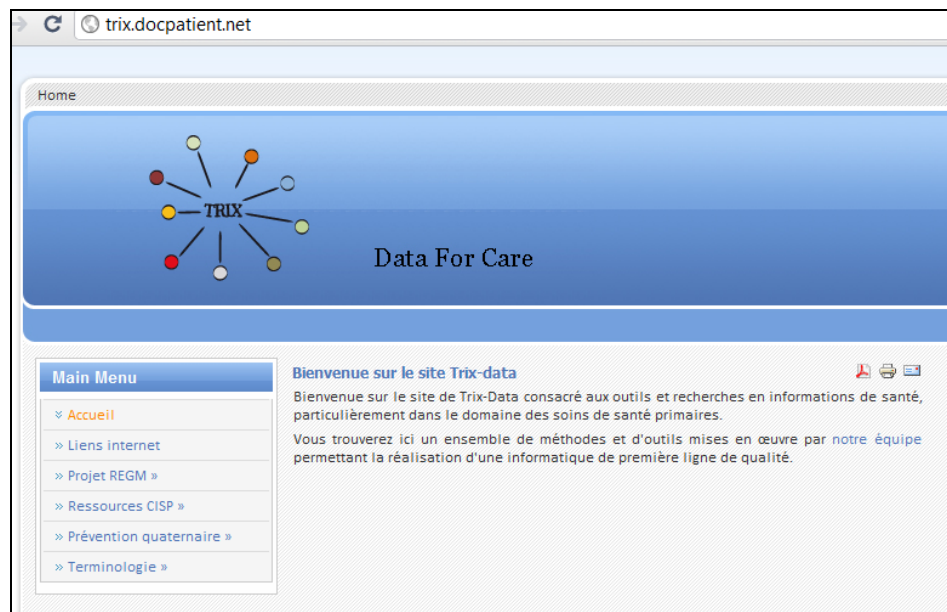 trix.docpatient.net
Home
TRIX
Data For Care
Main Menu
» Accueil
» Liens internet
» Projet REGM »
» Ressources CISP »
» Prévention quaternaire »
» Terminologie »
Bienvenue sur le site Trix-data
Bienvenue sur le site de Trix-Data consacré aux outils et recherches en informations de santé,
particulièrement dans le domaine des soins de santé primaires.
Vous trouverez ici un ensemble de méthodes et d'outils mises en œuvre par notre équipe
permettant la réalisation d'une informatique de première ligne de qualité.